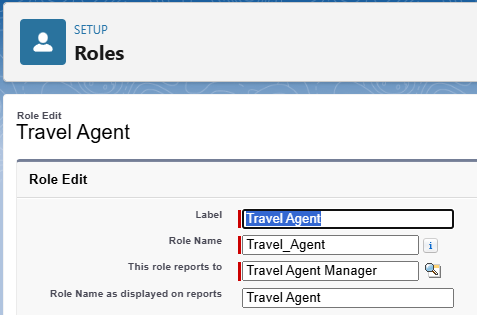 SETUP
Roles
Role Edit
Travel Agent
Role Edit
Label Travel Agent
Role Name Travel_Agent i
This role reports to Travel Agent Manager
Role Name as displayed on reports Travel Agent